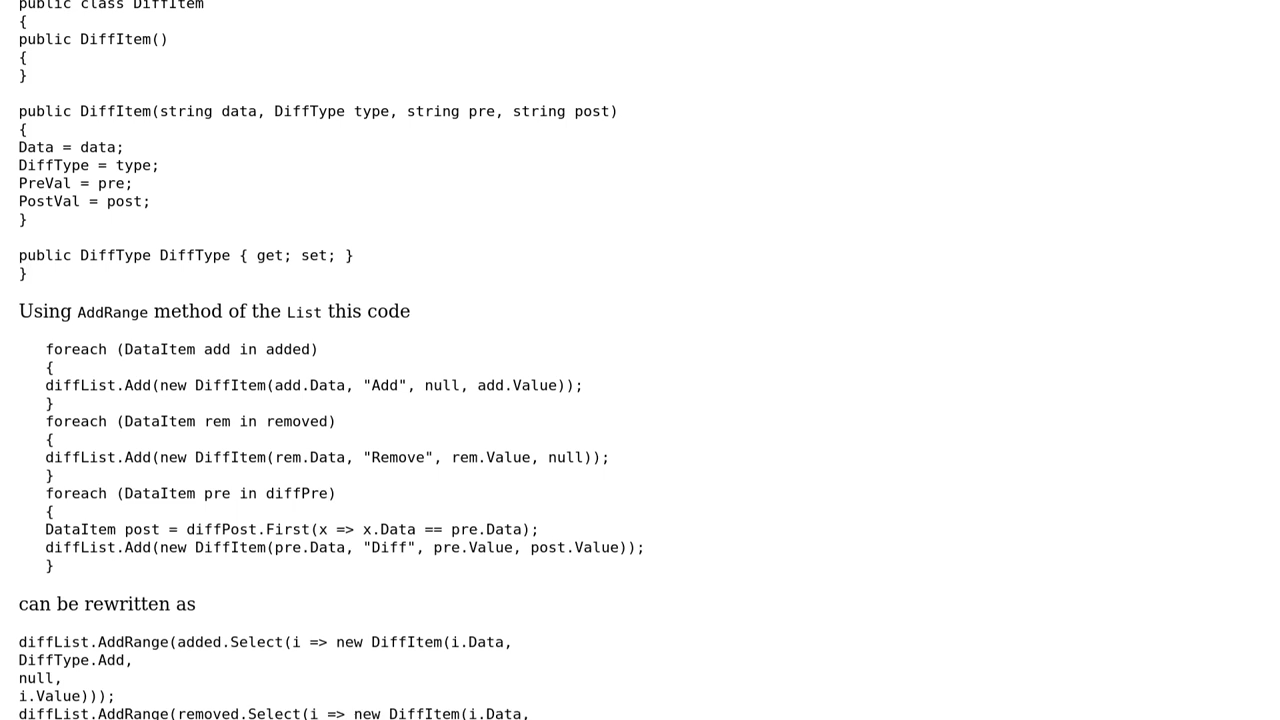 public class DiffItem
{
public DiffItem()
{
}
public DiffItem(string data, DiffType type, string pre, string post)
{
Data = data;
DiffType = type;
PreVal = pre;
PostVal = post;
}
public DiffType DiffType { get; set; }
}
Using AddRange method of the List this code
foreach (DataItem add in added)
{
diffList.Add(new DiffItem(add.Data, "Add", null, add.Value));
}
foreach (DataItem rem in removed)
{
diffList.Add(new DiffItem(rem.Data, "Remove", rem.Value, null));
}
foreach (DataItem pre in diffPre)
{
DataItem post = diffPost.First(x => x.Data == pre.Data);
diffList.Add(new DiffItem(pre.Data, "Diff", pre.Value, post.Value));
}
can be rewritten as
diffList.AddRange(added.Select(i => new DiffItem(i.Data,
DiffType.Add,
null,
i.Value)));
diffList.AddRange(removed.Select(i => new DiffItem(i.Data,